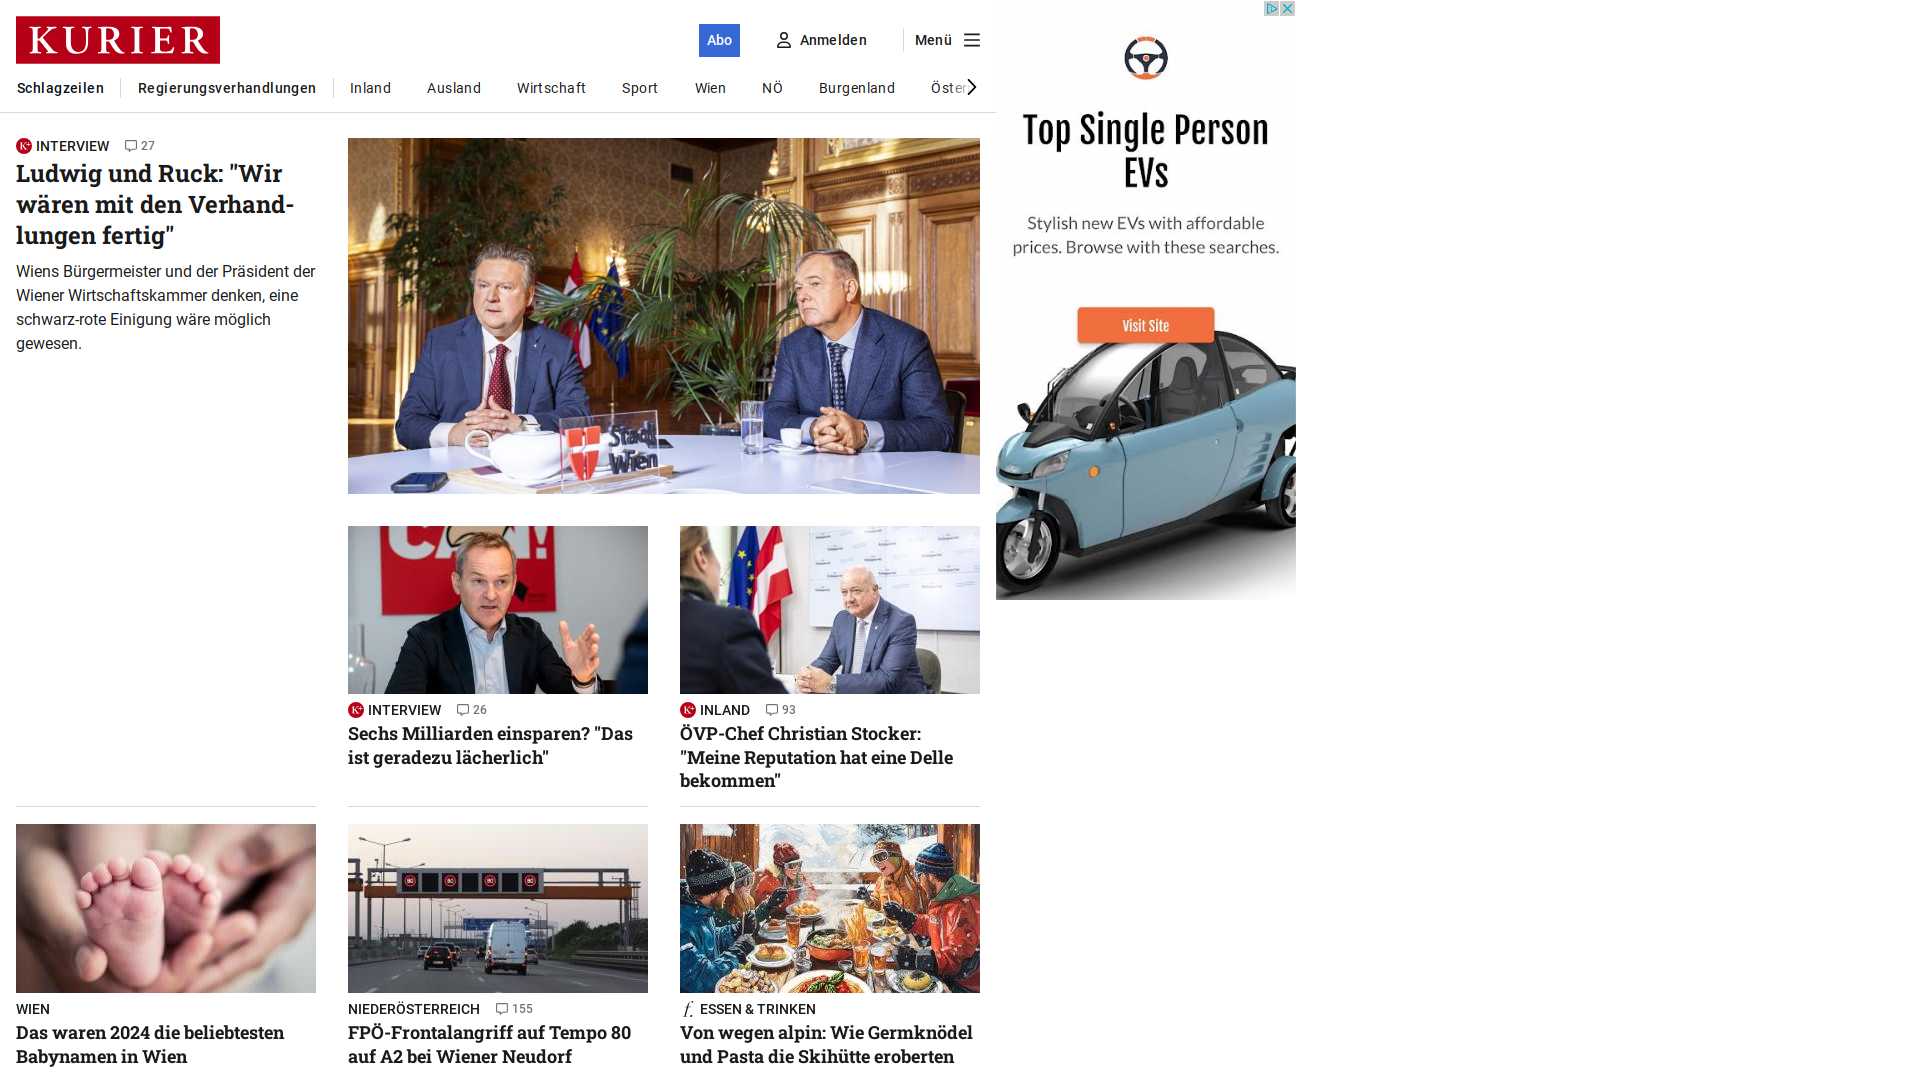 KURIER
Abo
Anmelden
Menü
Schlagzeilen
Regierungsverhandlungen
Inland
Ausland
Wirtschaft
Sport
Wien
NÖ
Burgenland
Öster
INTERVIEW 27
Ludwig und Ruck: "Wir
wären mit den Verhand-
lungen fertig"
Wiens Bürgermeister und der Präsident der
Wiener Wirtschaftskammer denken, eine
schwarz-rote Einigung wäre möglich
gewesen.
Stadt
Wien
INTERVIEW 26
Sechs Milliarden einsparen? "Das
ist geradezu lächerlich"
INLAND 93
ÖVP-Chef Christian Stocker:
"Meine Reputation hat eine Delle
bekommen"
WIEN
Das waren 2024 die beliebtesten
Babynamen in Wien
NIEDERÖSTERREICH 155
FPÖ-Frontalangriff auf Tempo 80
auf A2 bei Wiener Neudorf
f. ESSEN & TRINKEN
Von wegen alpin: Wie Germknödel
und Pasta die Skihütte eroberten
Top Single Person
EVs
Stylish new EVs with affordable
prices. Browse with these searches.
Visit Site